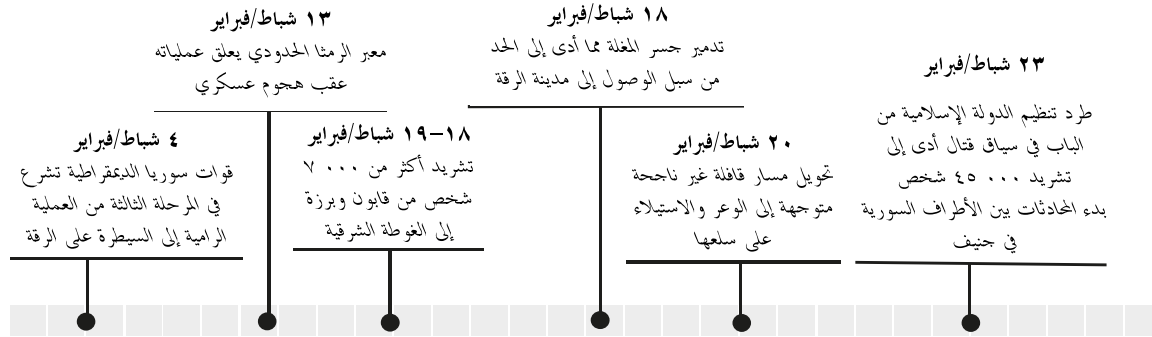 ٤ شباط/فبراير
قوات سوريا الديمقراطية تشرع
في المرحلة الثالثة من العملية
الرامية إلى السيطرة على الرقة
١٣ شباط/فبراير
معبر الرمثا الحدودي يعلق عملياته
عقب هجوم عسكري
١٨-١٩ شباط/فبراير
تشريد أكثر من ٠٠٠ ٧
شخص من قابون وبرزة
إلى الغوطة الشرقية
١٨ شباط/فبراير
تدمير جسر المغلة مما أدى إلى الحد
من سبل الوصول إلى مدينة الرقة
٢٠ شباط/فبراير
تحويل مسار قافلة غير ناجحة
متوجهة إلى الوعر والاستيلاء
على سلعها
٢٣ شباط/فبراير
طرد تنظيم الدولة الإسلامية من
الباب في سياق قتال أدى إلى
تشريد ٠٠٠ ٤٥ شخص
بدء المحادثات بين الأطراف السورية
في جنيف